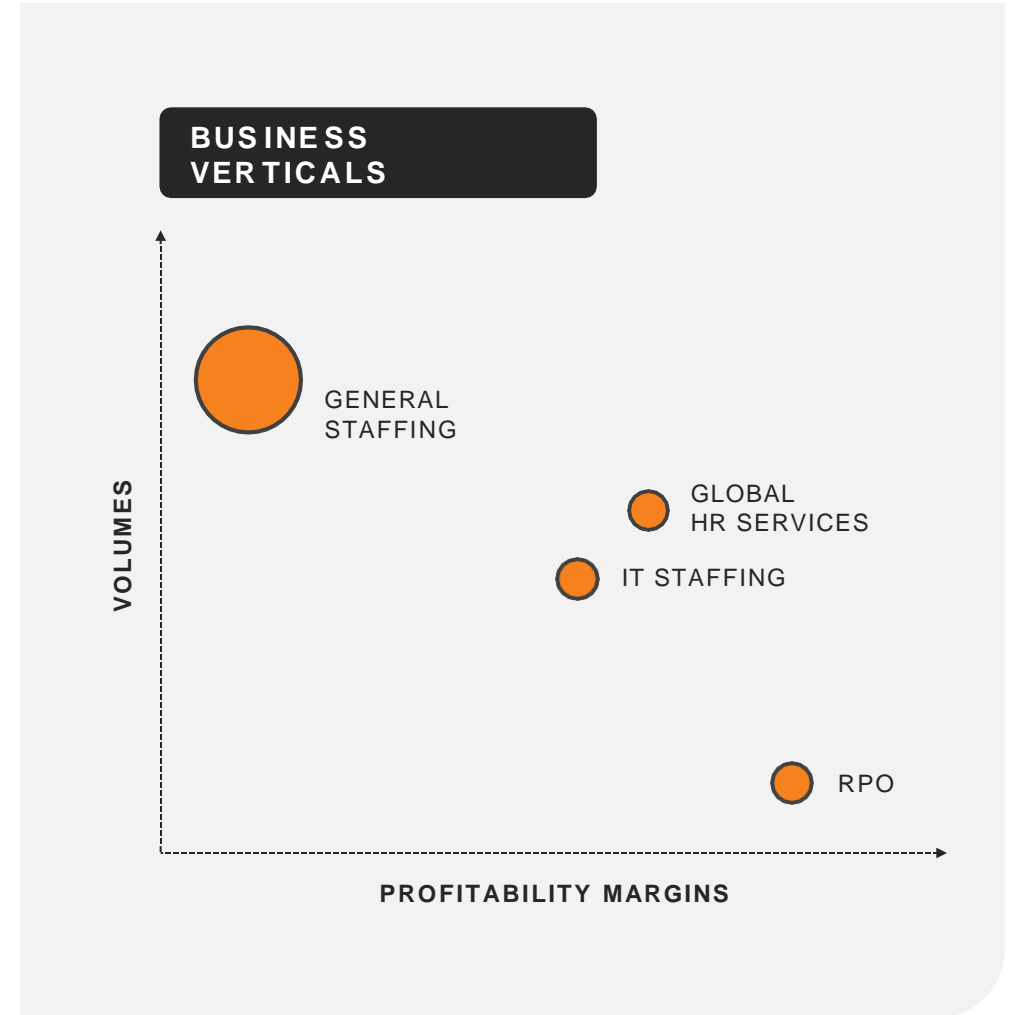 BUSINESS
VERTICALS
GENERAL
STAFFING
GLOBAL
HR SERVICES
VOLUMES
IT STAFFING
RPO
PROFITABILITY MARGINS